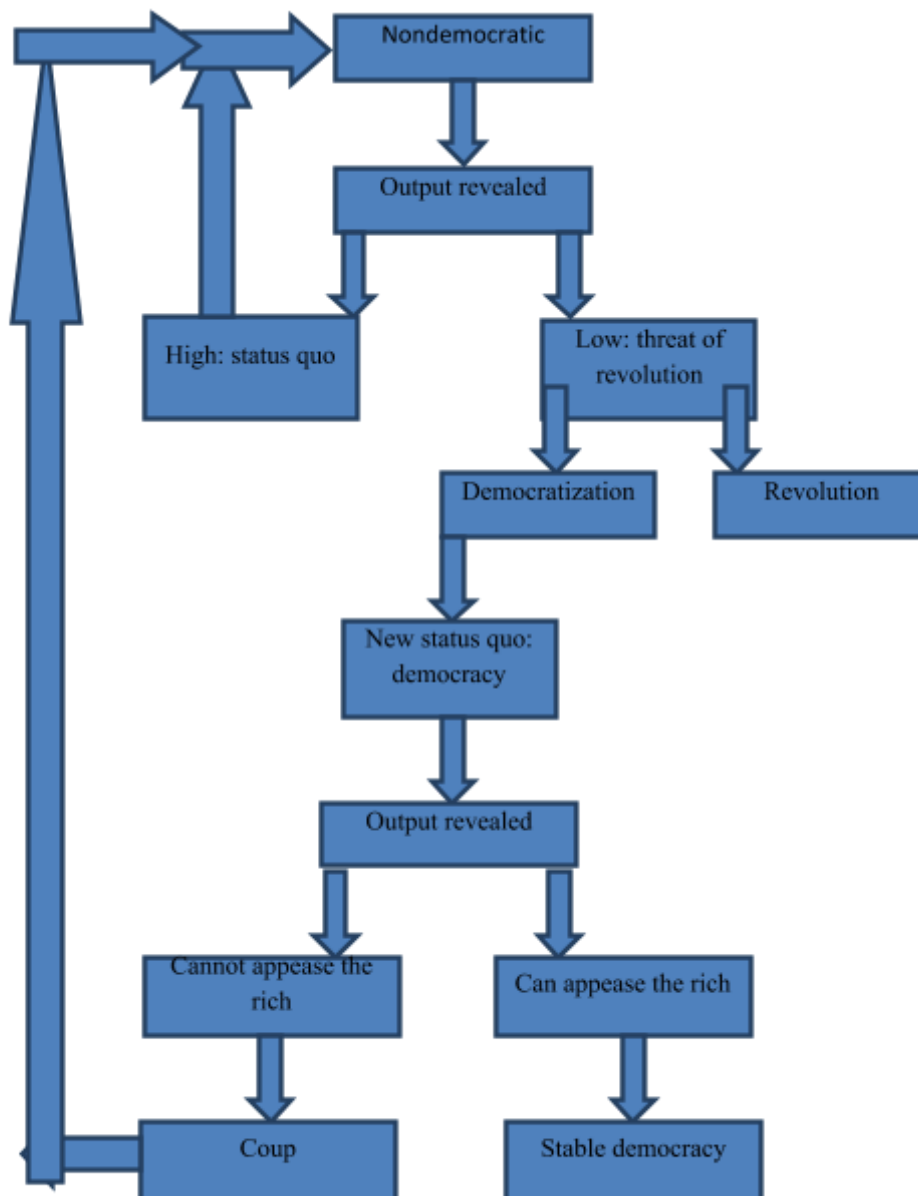 Nondemocratic
Output revealed
High: status quo
Low: threat of
revolution
Democratization
Revolution
New status quo:
democracy
Output revealed
Cannot appease the
rich
Can appease the rich
Coup
Stable democracy